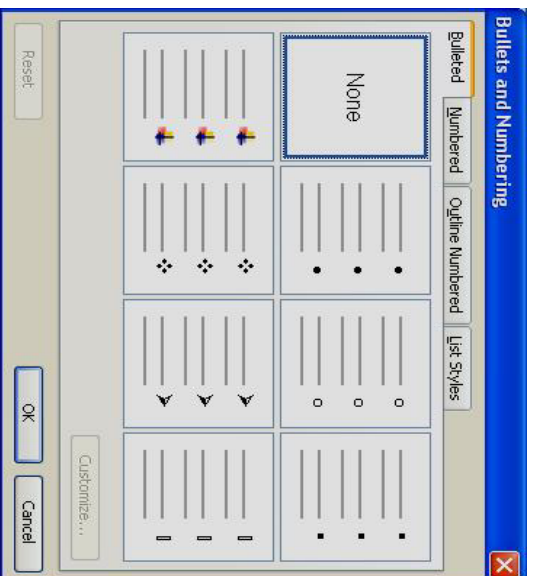 Bullets and Numbering
Bulleted Numbered Outline Numbered List Styles
None
Customize...
Reset OK Cancel